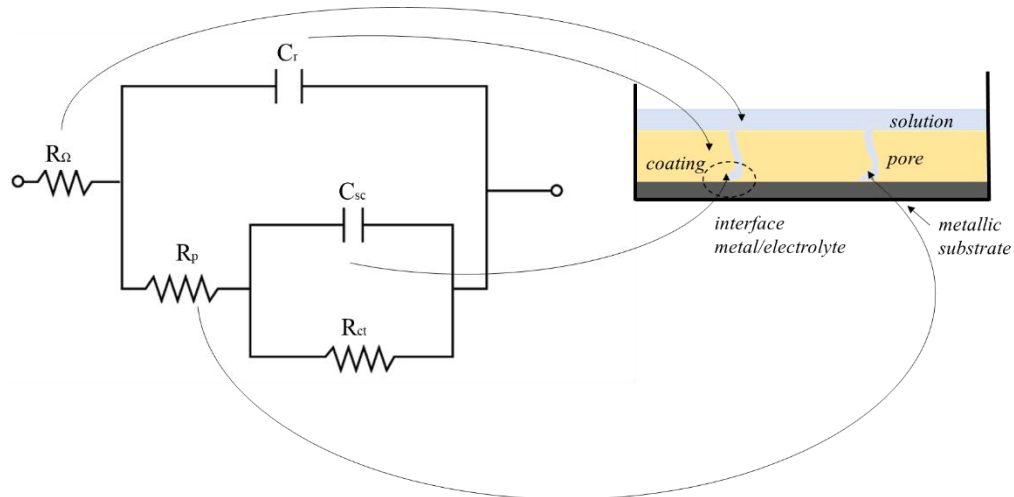 Cr
RΩ
Csc
Rp
Rct
solution
coating
pore
interface
metal/electrolyte
metallic
substrate